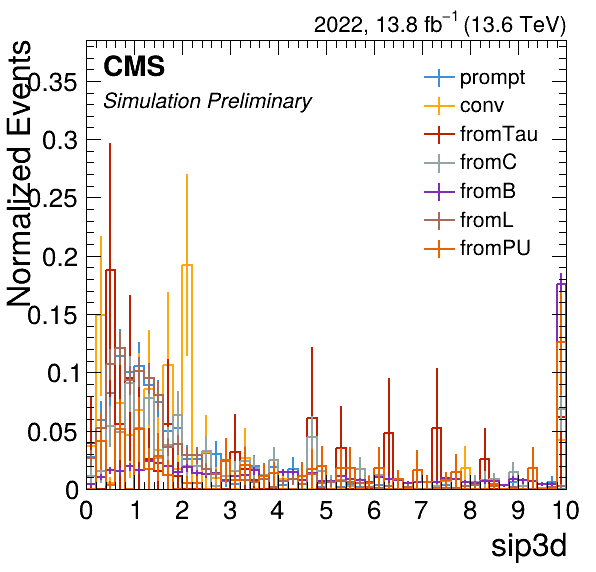 2022, 13.8 fb⁻¹ (13.6 TeV)
CMS
Simulation Preliminary
prompt
conv
fromTau
fromC
fromB
fromL
fromPU
Normalized Events
0.35
0.3
0.25
0.2
0.15
0.1
0.05
0
0 1 2 3 4 5 6 7 8 9 10
sip3d